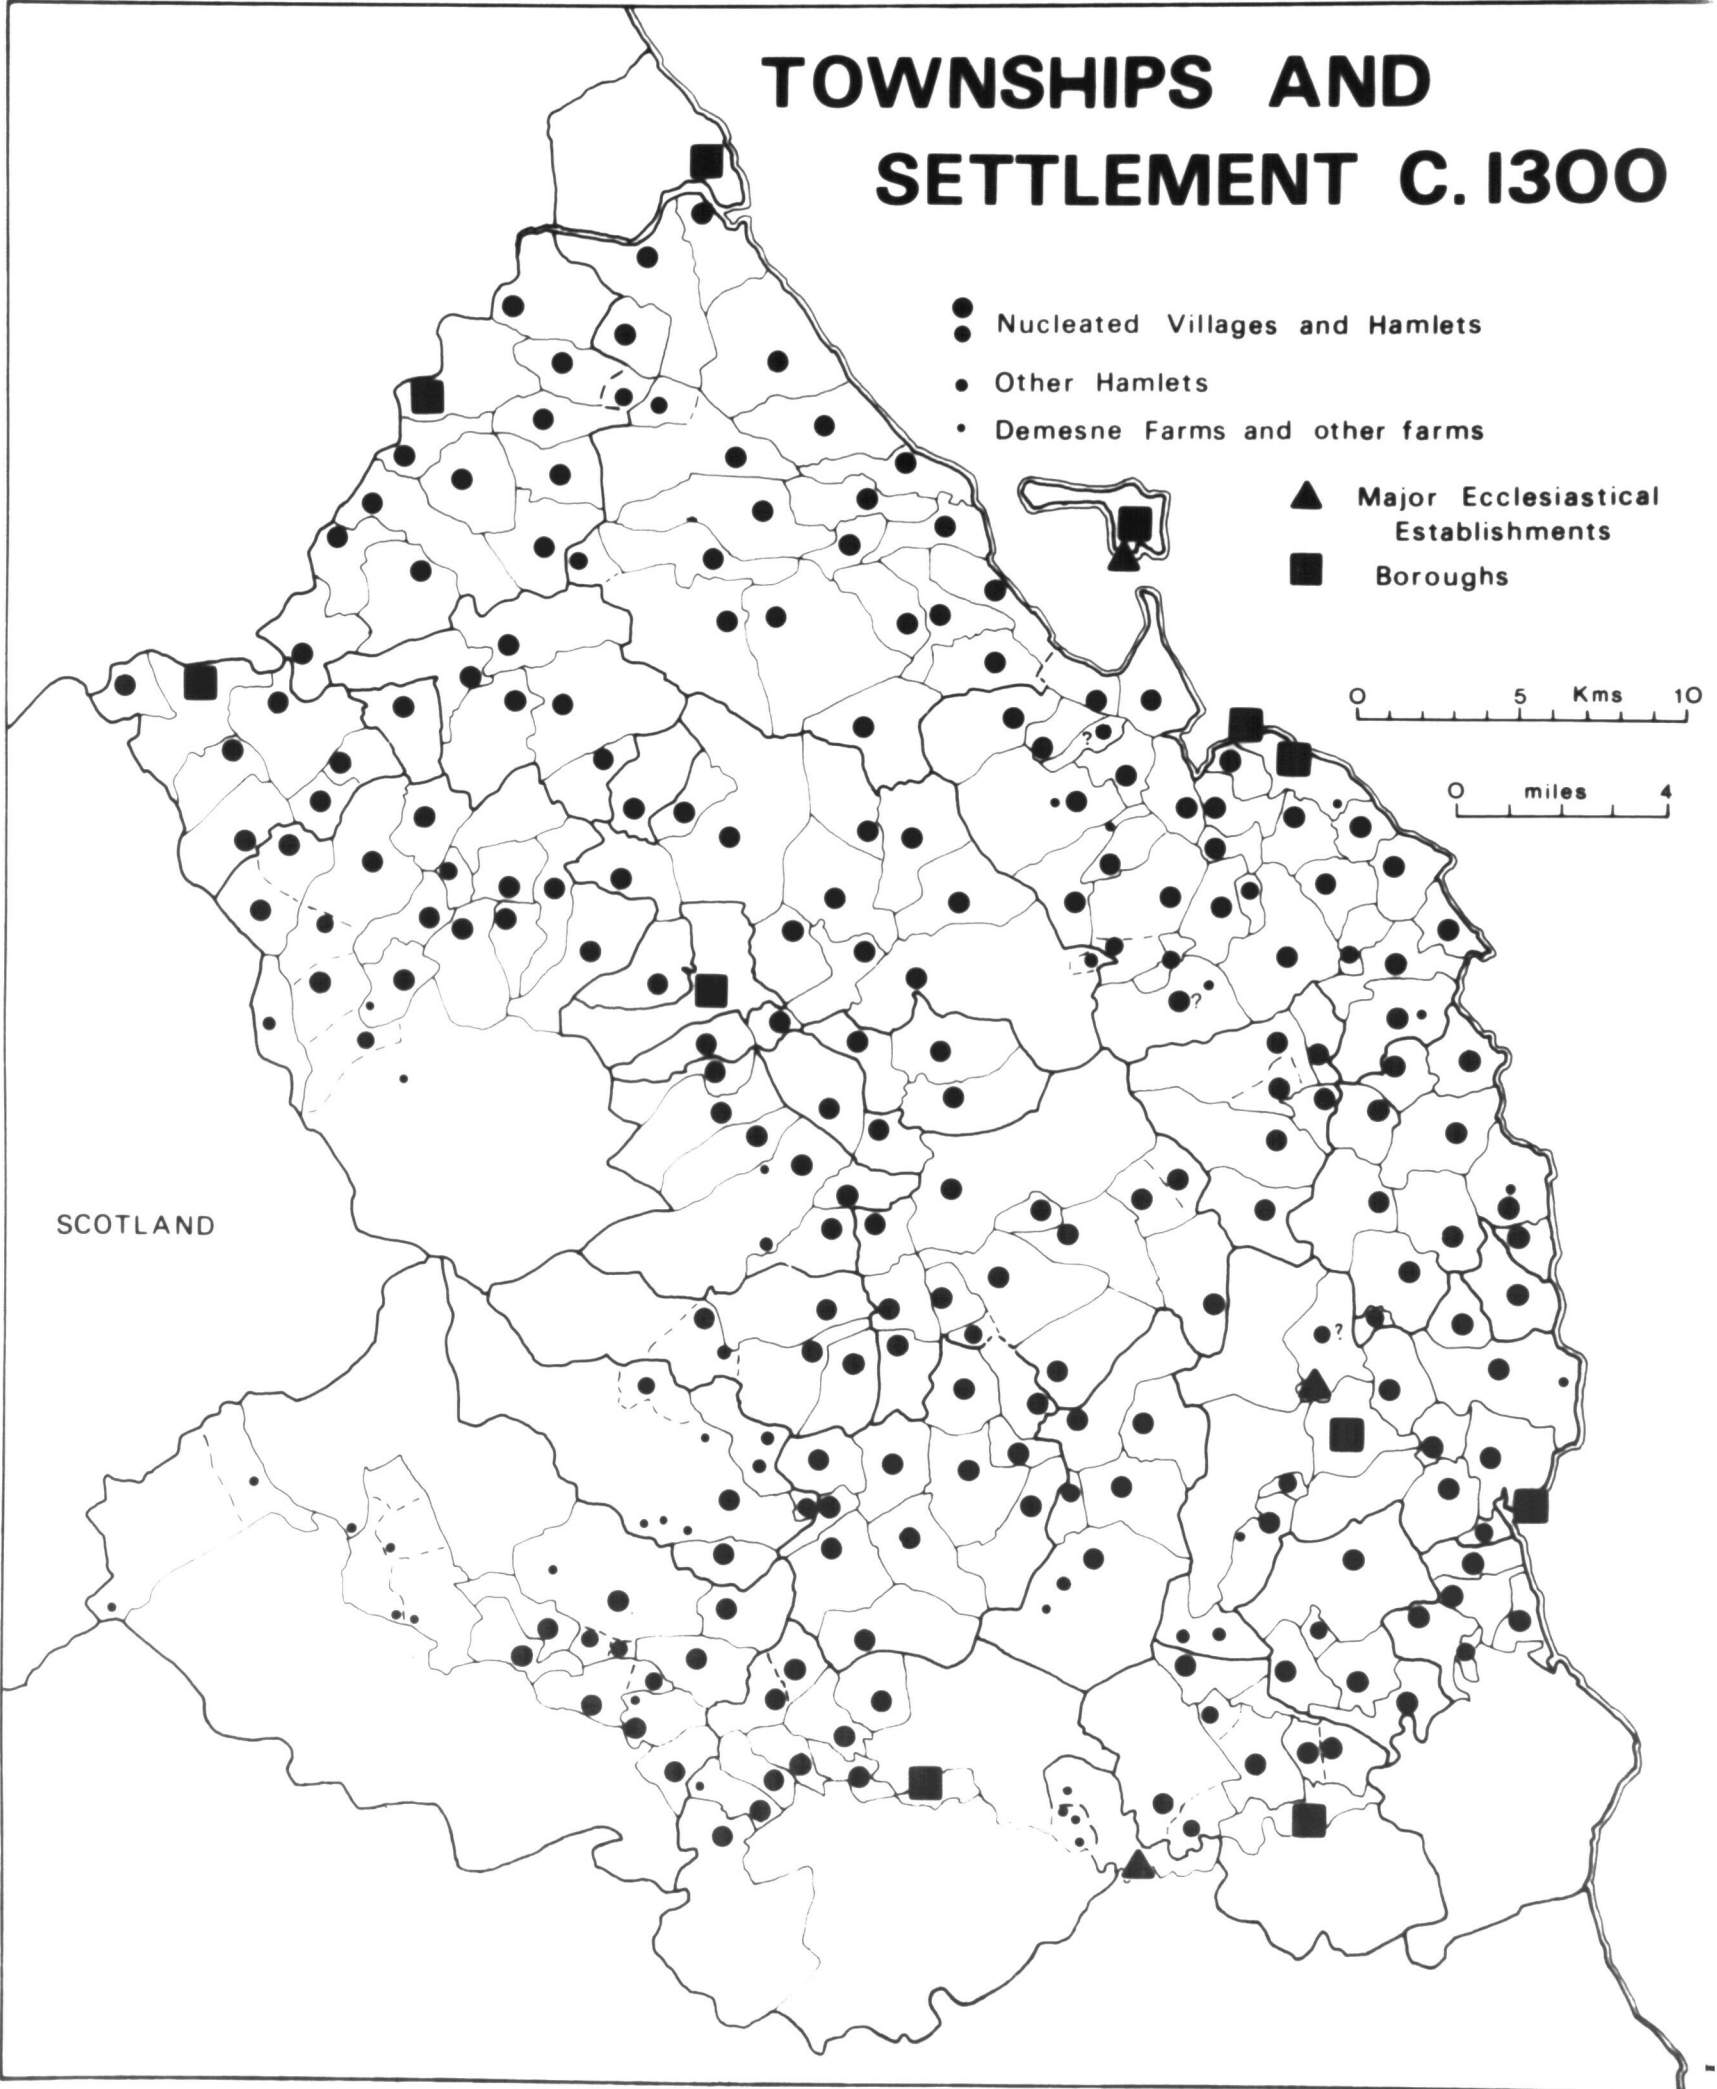 TOWNSHIPS AND
SETTLEMENT C. 1300
Nucleated Villages and Hamlets
Other Hamlets
Demesne Farms and other farms
Major Ecclesiastical
Establishments
Boroughs
0 5 Kms 10
?
0 miles 4
?
SCOTLAND
?